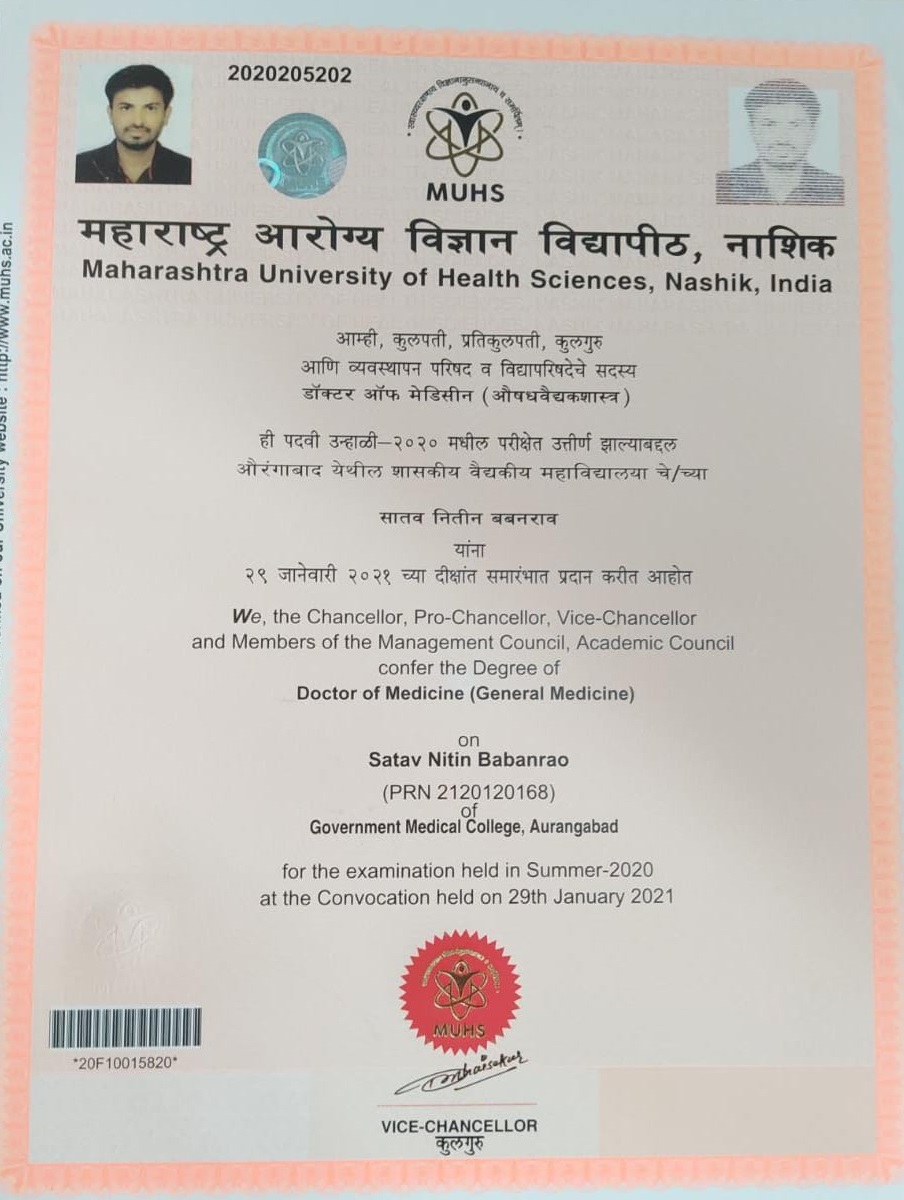 2020205202
MUHS
महाराष्ट्र आरोग्य विज्ञान विद्यापीठ, नाशिक
Maharashtra University of Health Sciences, Nashik, India
आम्ही, कुलपती, प्रतिकुलपती, कुलगुरु
आणि व्यवस्थापन परिषद व विद्यापरिषदेचे सदस्य
डॉक्टर ऑफ मेडिसीन (औषधवैद्यकशास्त्र)
ही पदवी उन्हाळी–२०२० मधील परीक्षेत उत्तीर्ण झाल्याबद्दल
औरंगाबाद येथील शासकीय वैद्यकीय महाविद्यालया चे/च्या
सातव नितीन बबनराव
यांना
२९ जानेवारी २०२१ च्या दीक्षांत समारंभात प्रदान करीत आहोत
We, the Chancellor, Pro-Chancellor, Vice-Chancellor
and Members of the Management Council, Academic Council
confer the Degree of
Doctor of Medicine (General Medicine)
on
Satav Nitin Babanrao
(PRN 2120120168)
of
Government Medical College, Aurangabad
for the examination held in Summer-2020
at the Convocation held on 29th January 2021
MUHS
*20F10015820*
VICE-CHANCELLOR
कुलगुरु
on our University website : http://www.muhs.ac.in